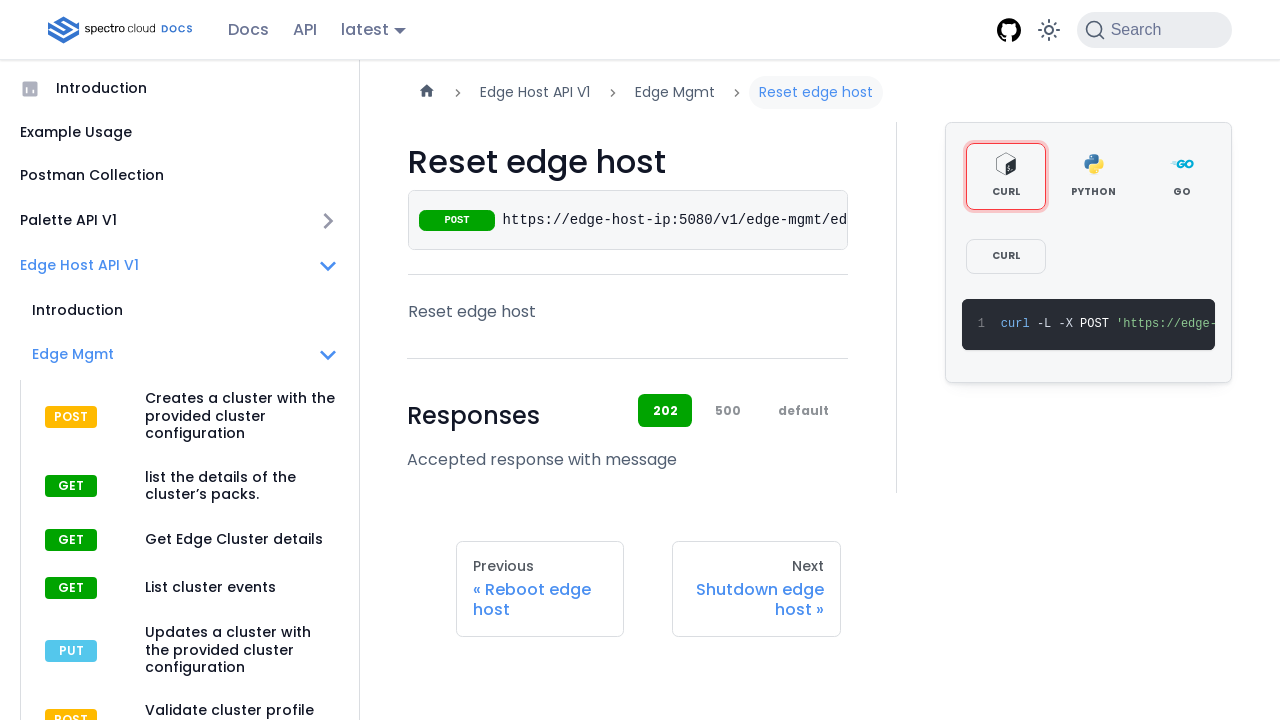 spectro cloud DOCS
Docs
API
latest
Search
Introduction
Example Usage
Postman Collection
Palette API V1
Edge Host API V1
Introduction
Edge Mgmt
POST
Creates a cluster with the
provided cluster
configuration
GET
list the details of the
cluster’s packs.
GET
Get Edge Cluster details
GET
List cluster events
PUT
Updates a cluster with
the provided cluster
configuration
POST
Validate cluster profile
Edge Host API V1
Edge Mgmt
Reset edge host
Reset edge host
POST
https://edge-host-ip:5080/v1/edge-mgmt/ed
Reset edge host
Responses
202
500
default
Accepted response with message
Previous
« Reboot edge
host
Next
Shutdown edge
host »
CURL
PYTHON
GO
GO
CURL
1 curl -L -X POST 'https://edge-